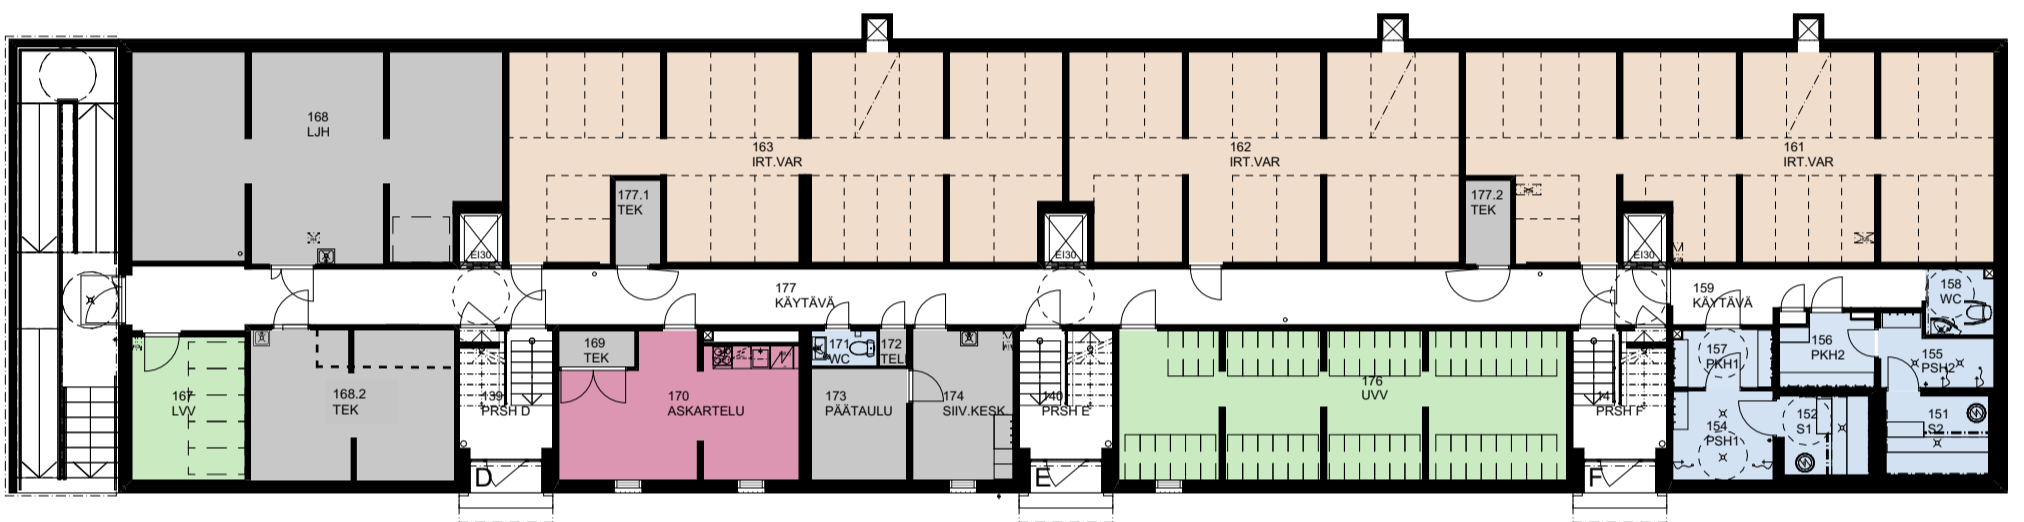 168
LJH
163
IRT.VAR
162
IRT.VAR
161
IRT.VAR
177.1
TEK
177.2
TEK
EI30
EI30
EI30
177
KÄYTÄVÄ
159
KÄYTÄVÄ
158
WC
167
LVV
168.2
TEK
139
PRSH D
169
TEK
170
ASKARTELU
171
WC
172
TELE
173
PÄÄTAULU
174
SIIV.KESK
140
PRSH E
176
UVV
141
PRSH F
157
PKH1
156
PKH2
155
PSH2
154
PSH1
152
S1
151
S2
D
E
F